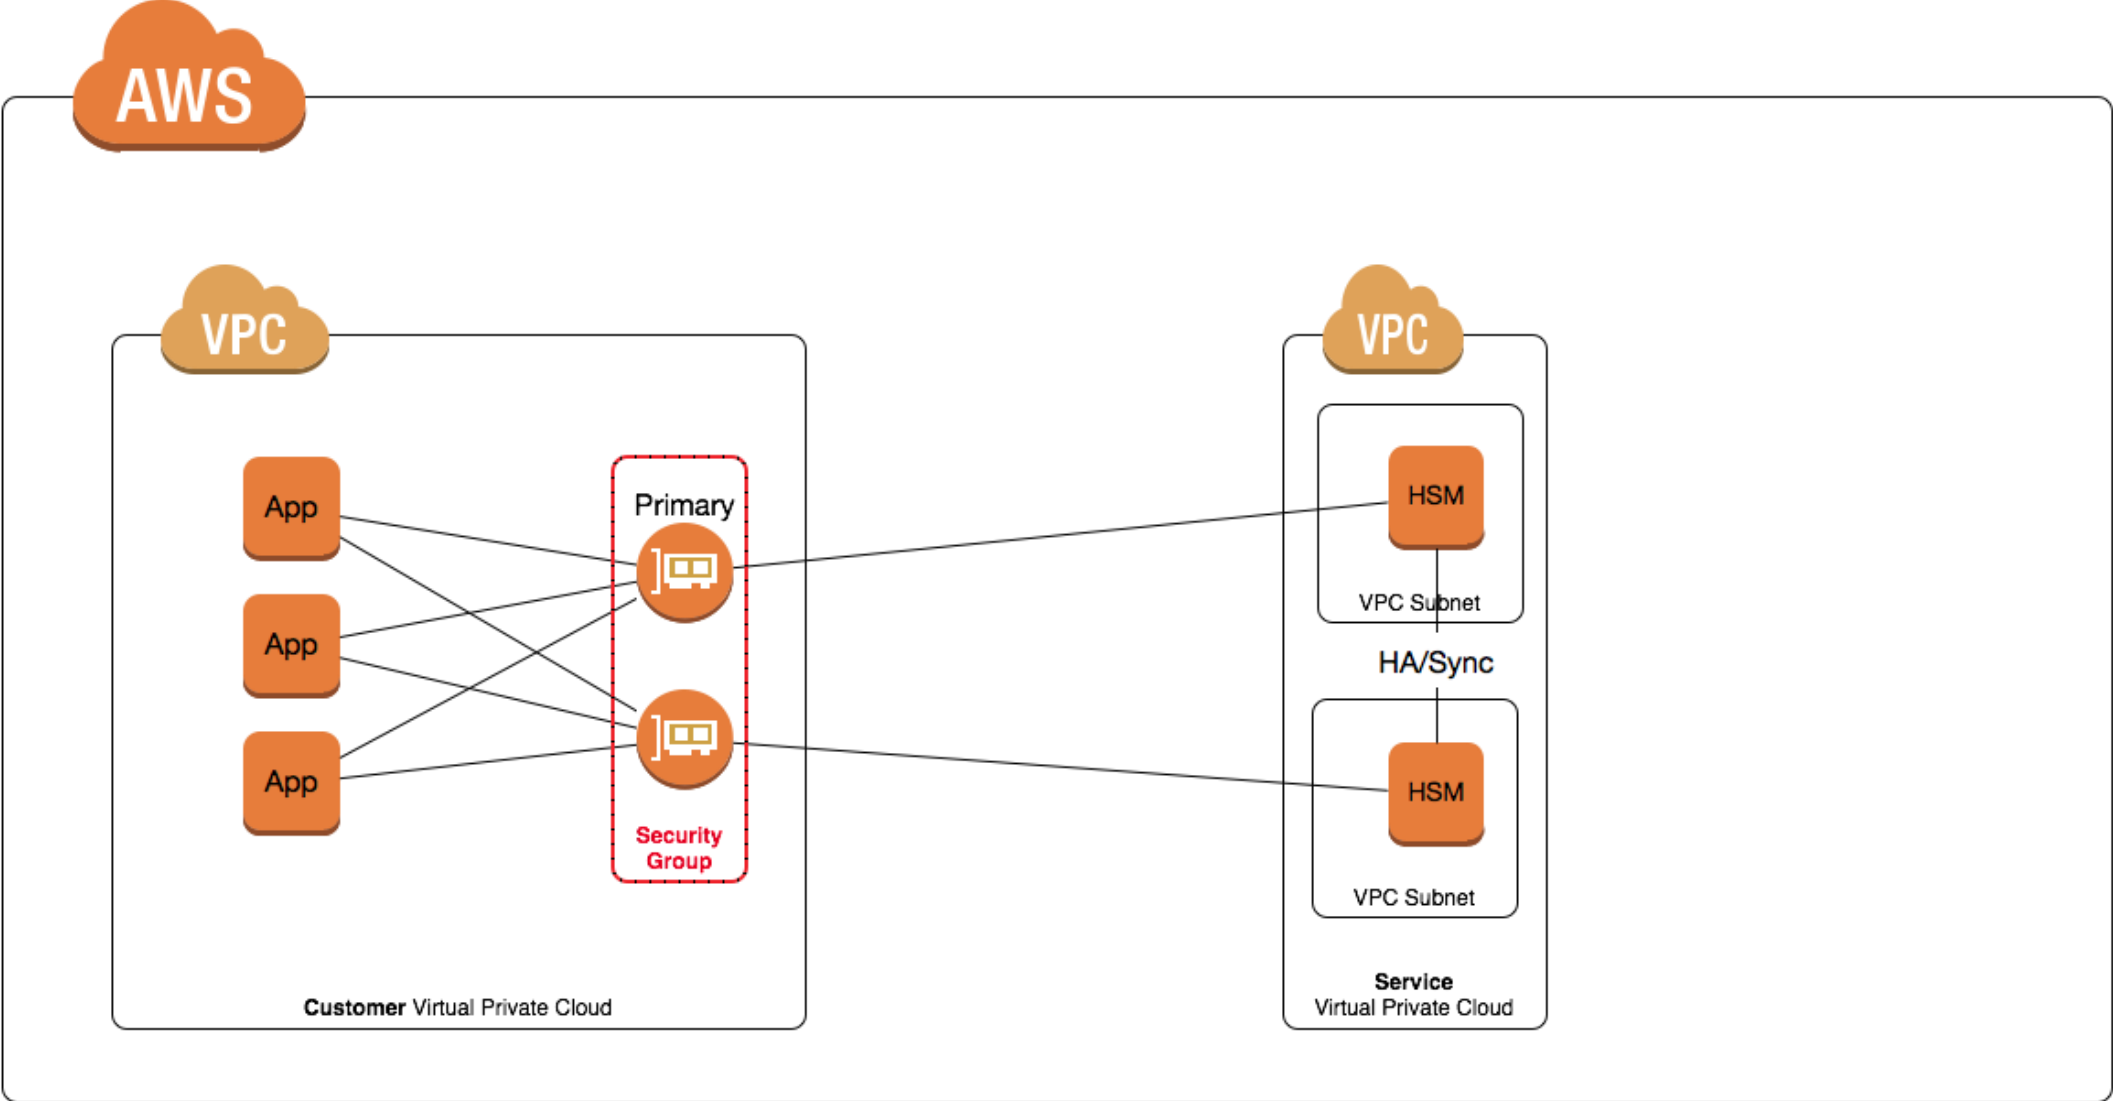 AWS
VPC
VPC
App
App
App
Primary
Security
Group
Customer Virtual Private Cloud
HSM
VPC Subnet
HA/Sync
HSM
VPC Subnet
Service
Virtual Private Cloud